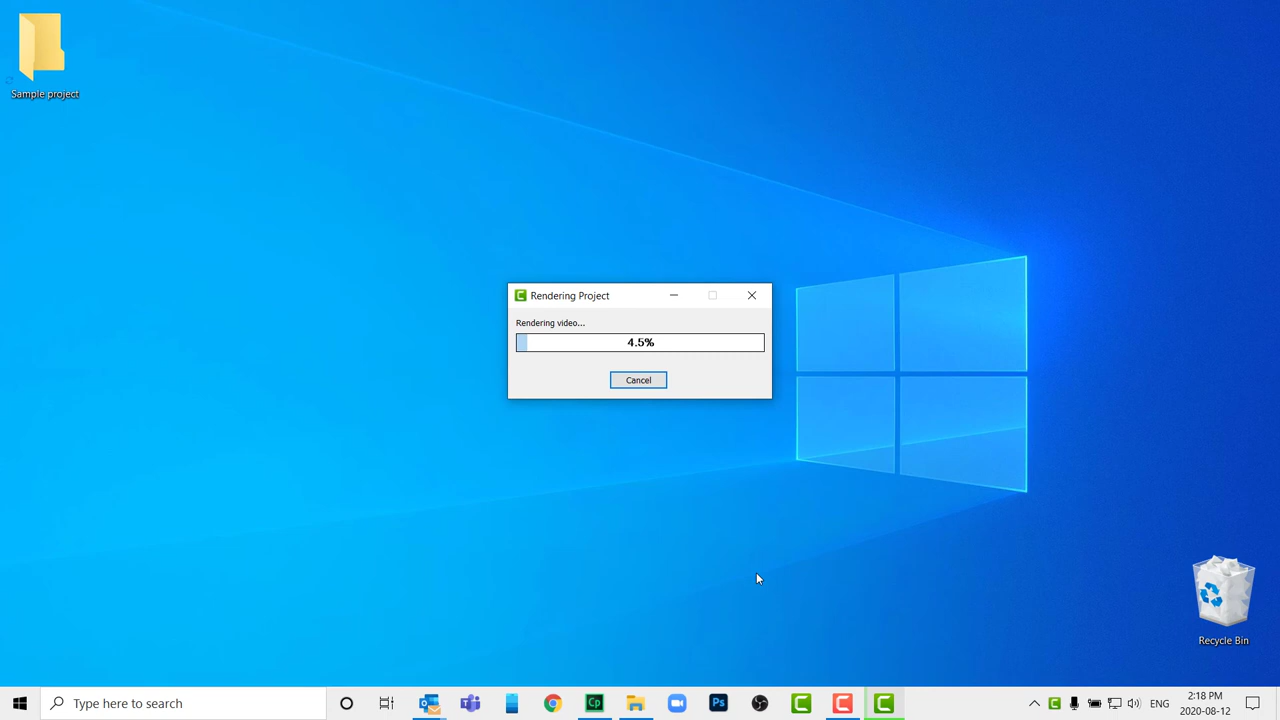 Sample project
Rendering Project
Rendering video...
4.5%
Cancel
Recycle Bin
Type here to search
Cp
Ps
ENG
2:18 PM
2020-08-12